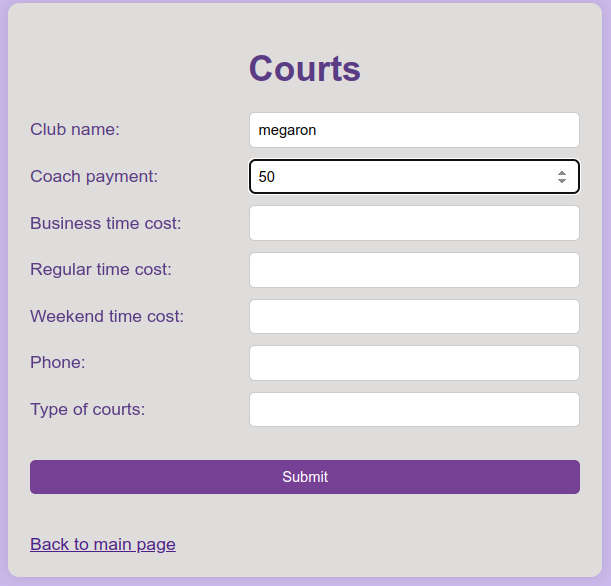 Courts
Club name: megaron
Coach payment: 50
Business time cost:
Regular time cost:
Weekend time cost:
Phone:
Type of courts:
Submit
Back to main page